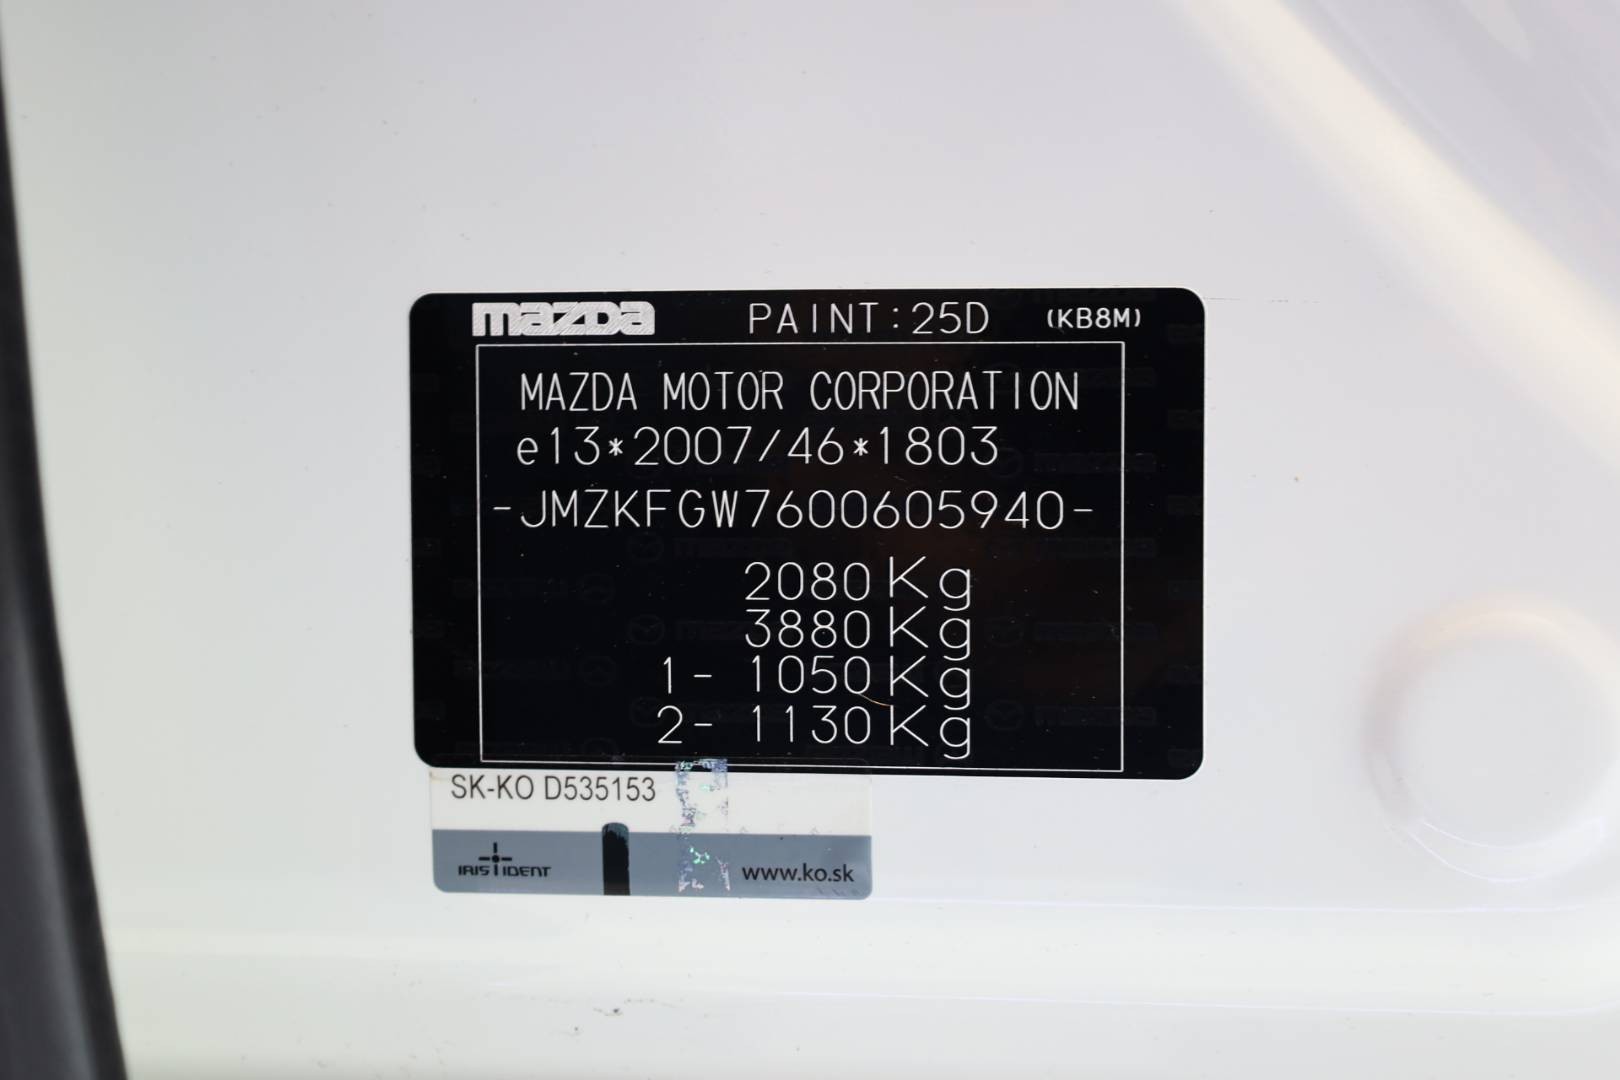 mazda PAINT:25D (KB8M)
MAZDA MOTOR CORPORATION
e13*2007/46*1803
-JMZKFGW7600605940-
2080Kg
3880Kg
1- 1050Kg
2- 1130Kg
SK-KO D535153
IRIS IDENT www.ko.sk